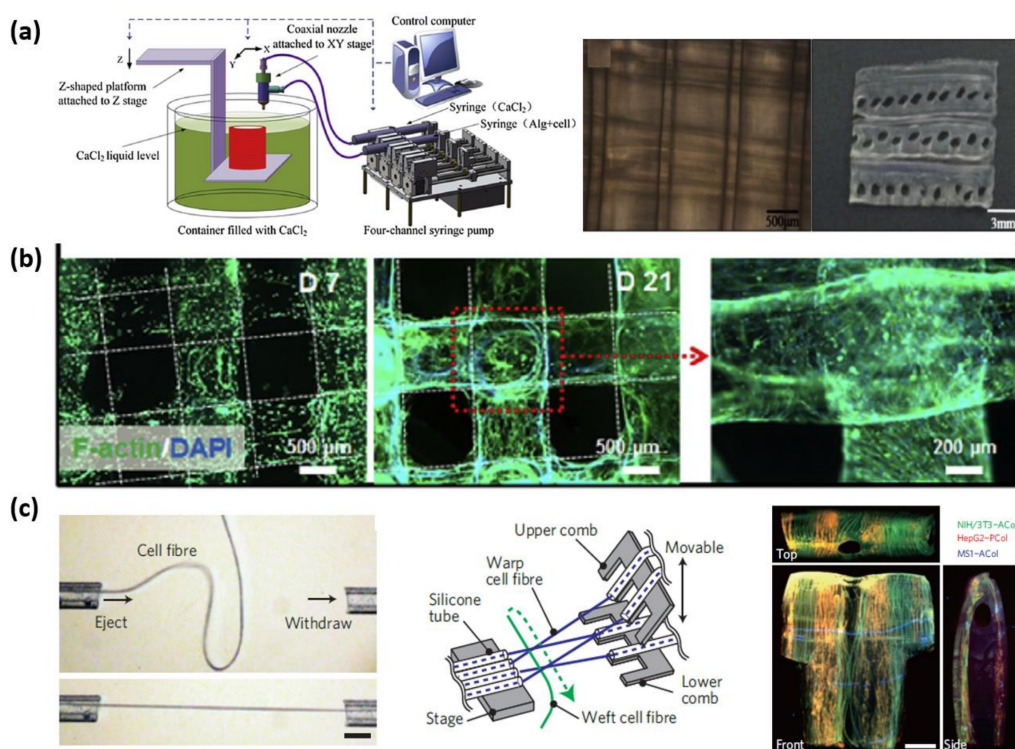 (a)
Z
X
Y
Z-shaped platform
attached to Z stage
Coaxial nozzle
attached to XY stage
Control computer
Syringe（CaCl₂）
Syringe（Alg+cell）
CaCl₂ liquid level
Container filled with CaCl₂
Four-channel syringe pump
500μm
3mm
(b)
D 7
F-actin/DAPI
500 μm
D 21
500 μm
200 μm
(c)
Cell fibre
Eject
Withdraw
Upper comb
Movable
Warp
cell fibre
Silicone
tube
Stage
Weft cell fibre
Lower
comb
Top
NIH/3T3-ACol
HepG2-PCol
MS1-ACol
Front
Side